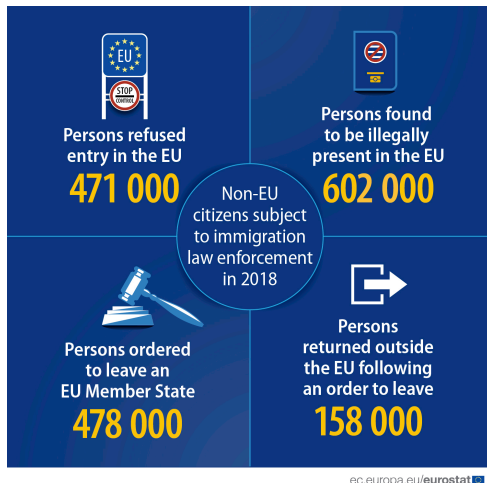 EU
STOP
CONTROL
Persons refused
entry in the EU
471 000
Persons found
to be illegally
present in the EU
602 000
Non-EU
citizens subject
to immigration
law enforcement
in 2018
Persons ordered
to leave an
EU Member State
478 000
Persons
returned outside
the EU following
an order to leave
158 000
ec.europa.eu/eurostat